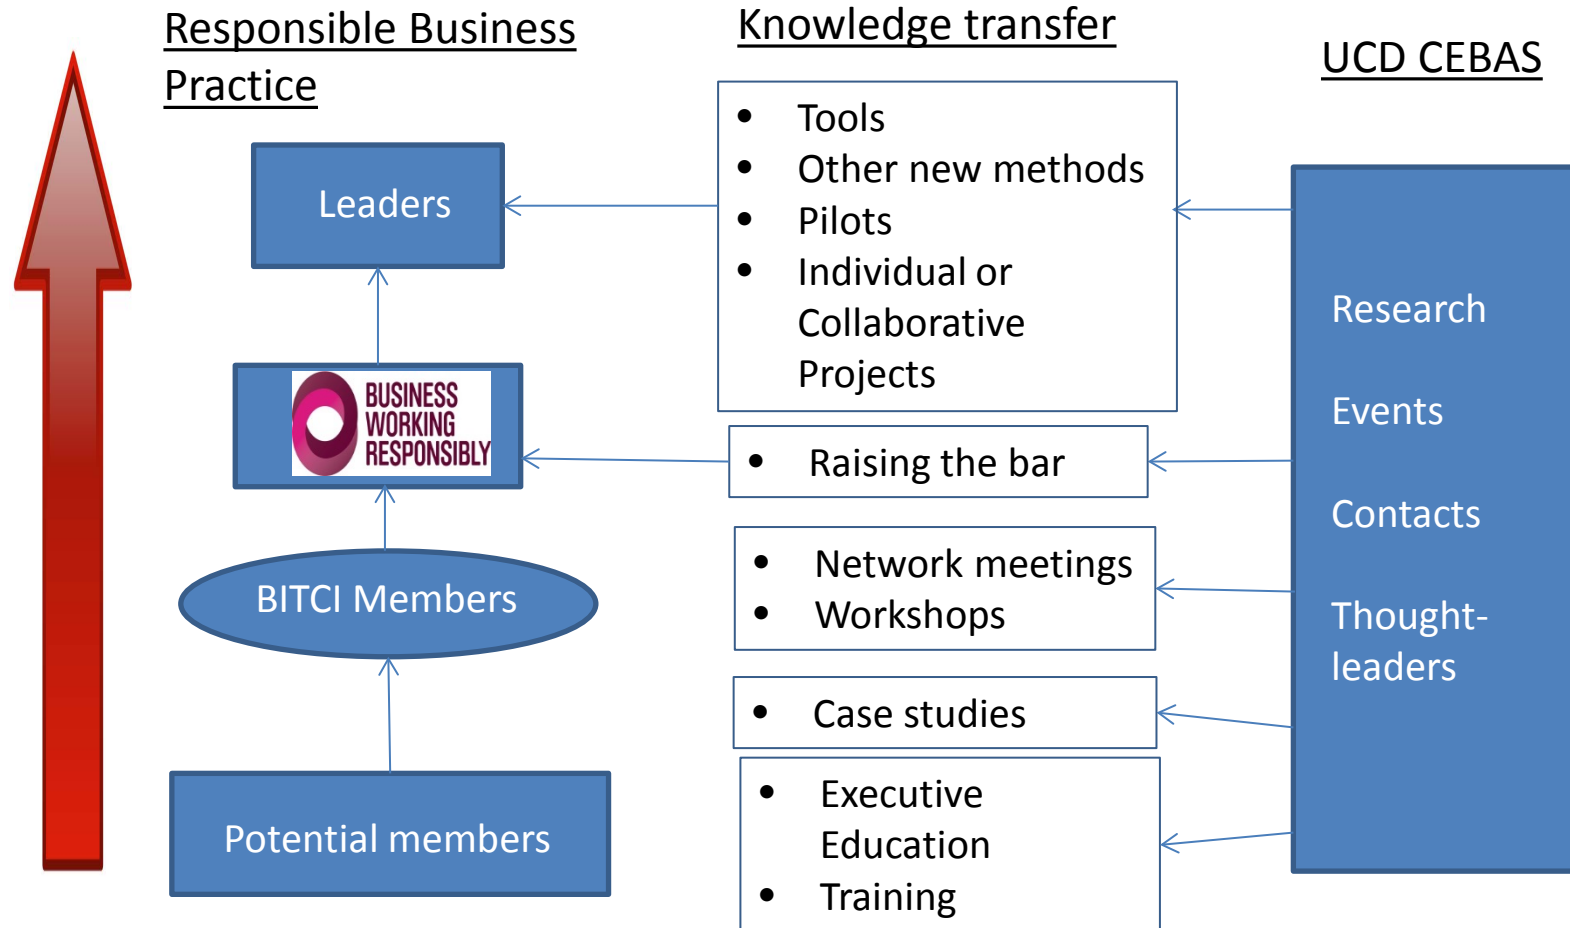 Responsible Business
Practice
Leaders
BUSINESS
WORKING
RESPONSIBLY
BITCI Members
Potential members
Knowledge transfer
• Tools
• Other new methods
• Pilots
• Individual or
Collaborative
Projects
• Raising the bar
• Network meetings
• Workshops
• Case studies
• Executive
Education
• Training
UCD CEBAS
Research
Events
Contacts
Thought-
leaders